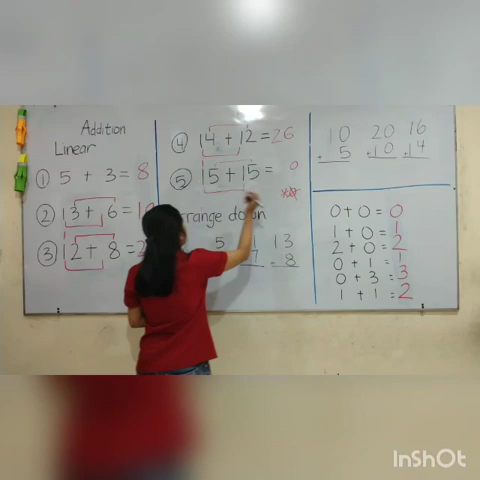 Addition
Linear
① 5 + 3 = 8
② 13 + 6 = 1
③ 12 + 8 = 2
④ 14 + 12 = 26
⑤ 15 + 15 = 0
range down
5 1 13
7 - 8
10 20 16
- 5 + 10 + 14
0 + 0 = 0
1 + 0 = 1
2 + 0 = 2
0 + 1 = 1
0 + 3 = 3
1 + 1 = 2
InShOt